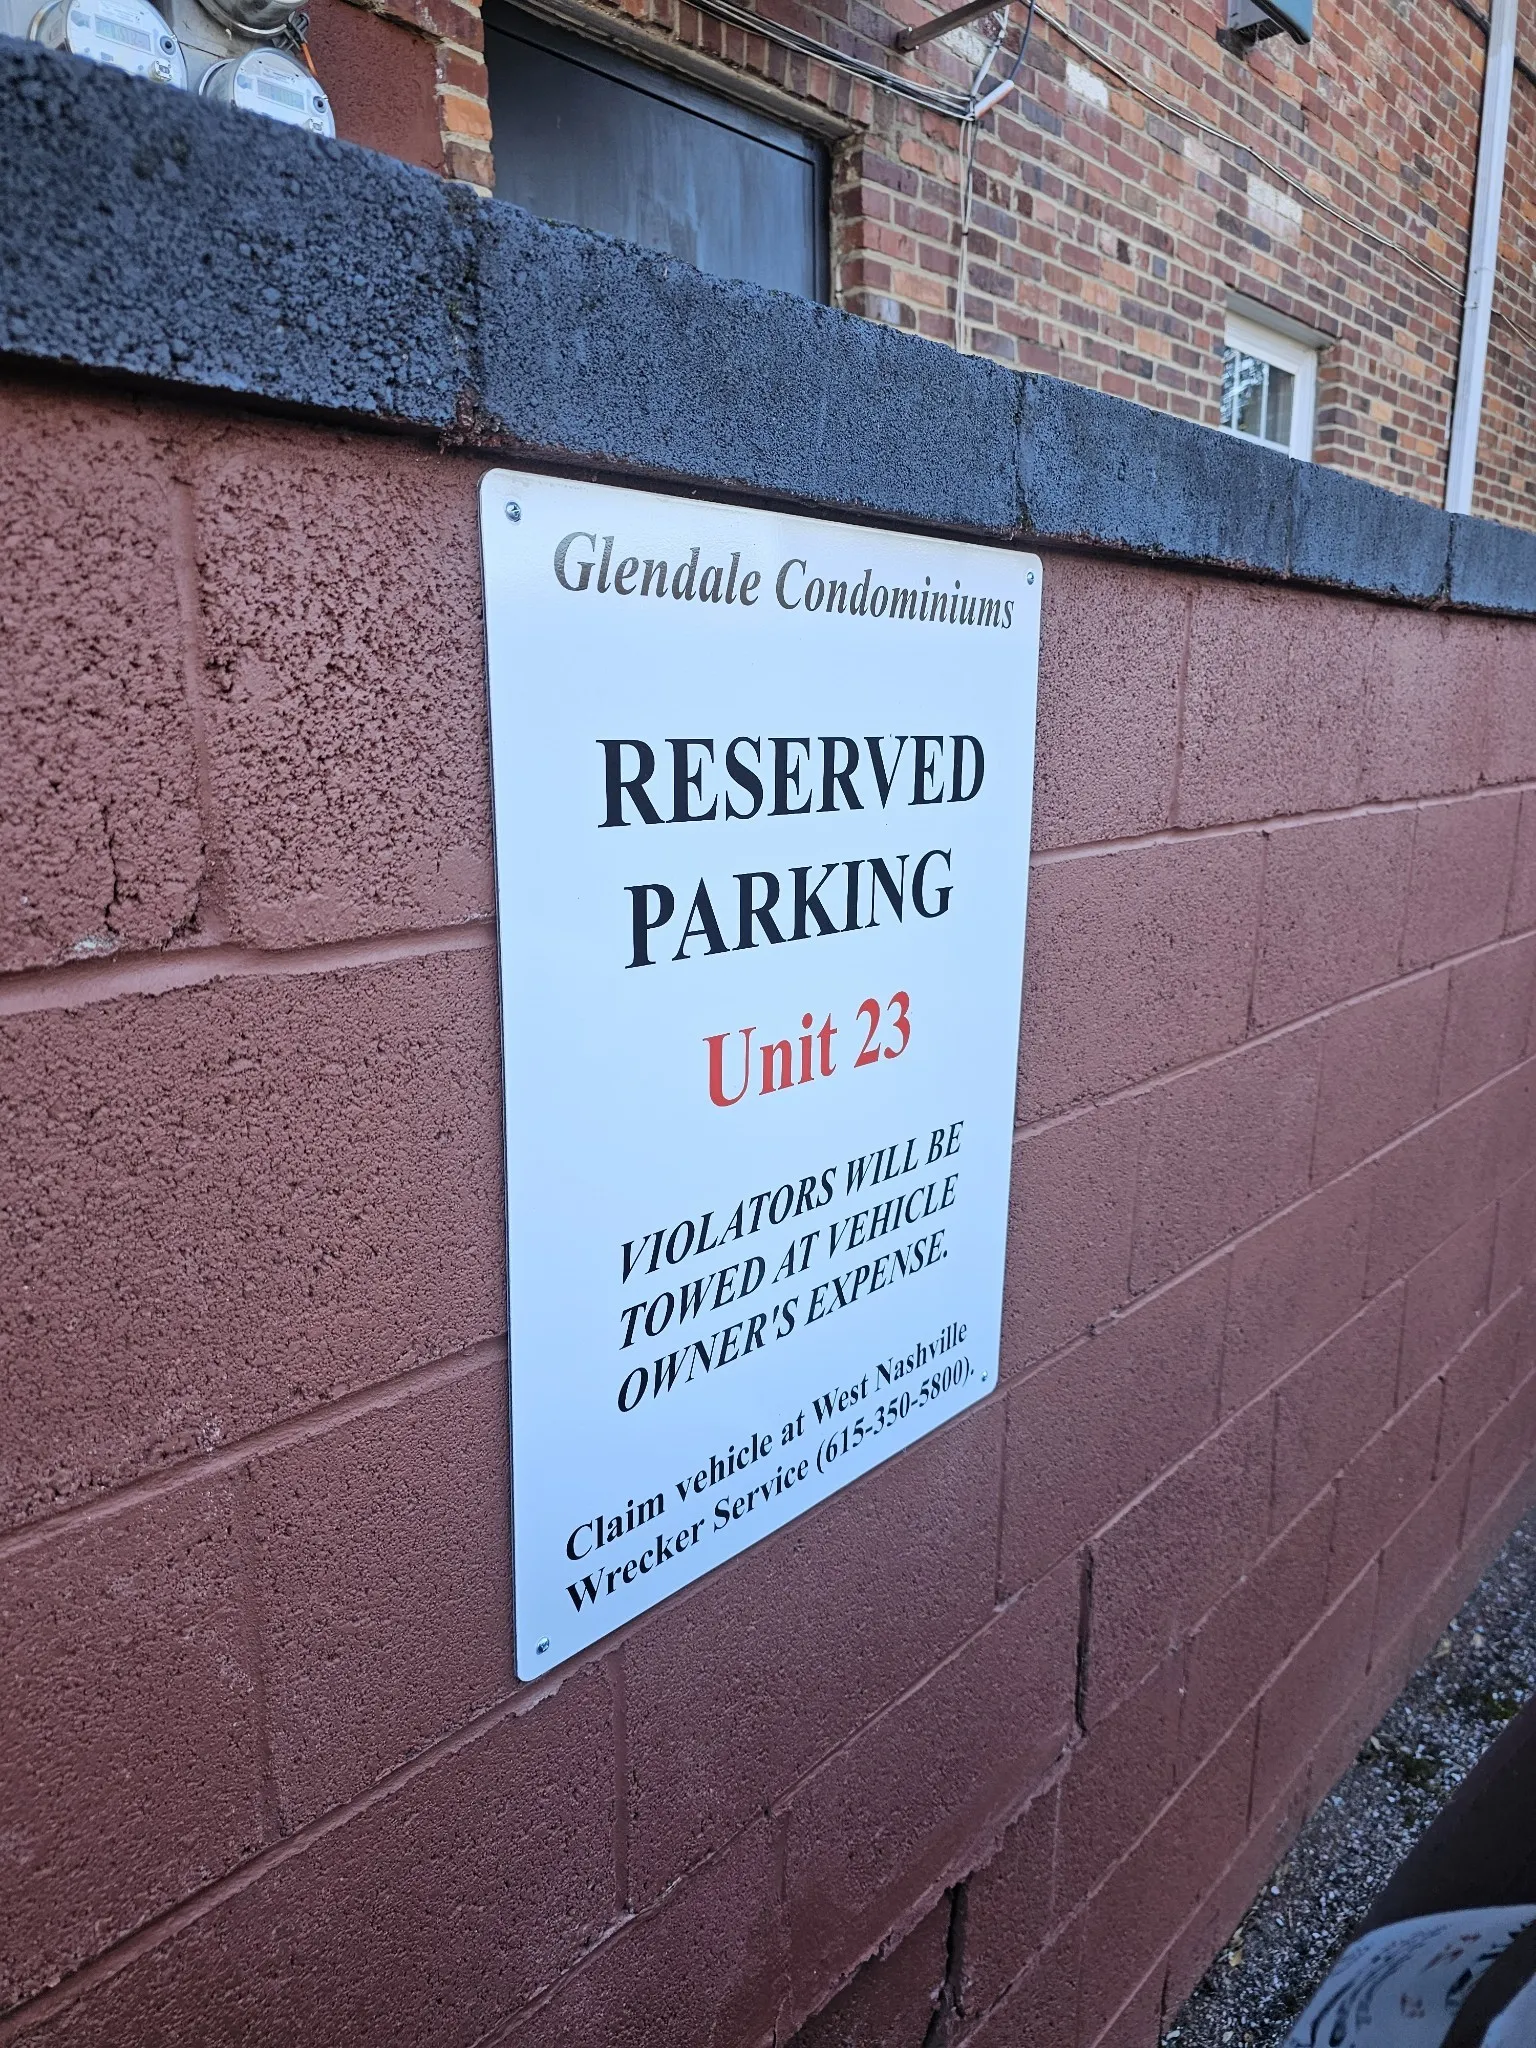 Glendale Condominiums
RESERVED
PARKING
Unit 23
VIOLATORS WILL BE
TOWED AT VEHICLE
OWNER'S EXPENSE.
Claim vehicle at West Nashville
Wrecker Service (615-350-5800).